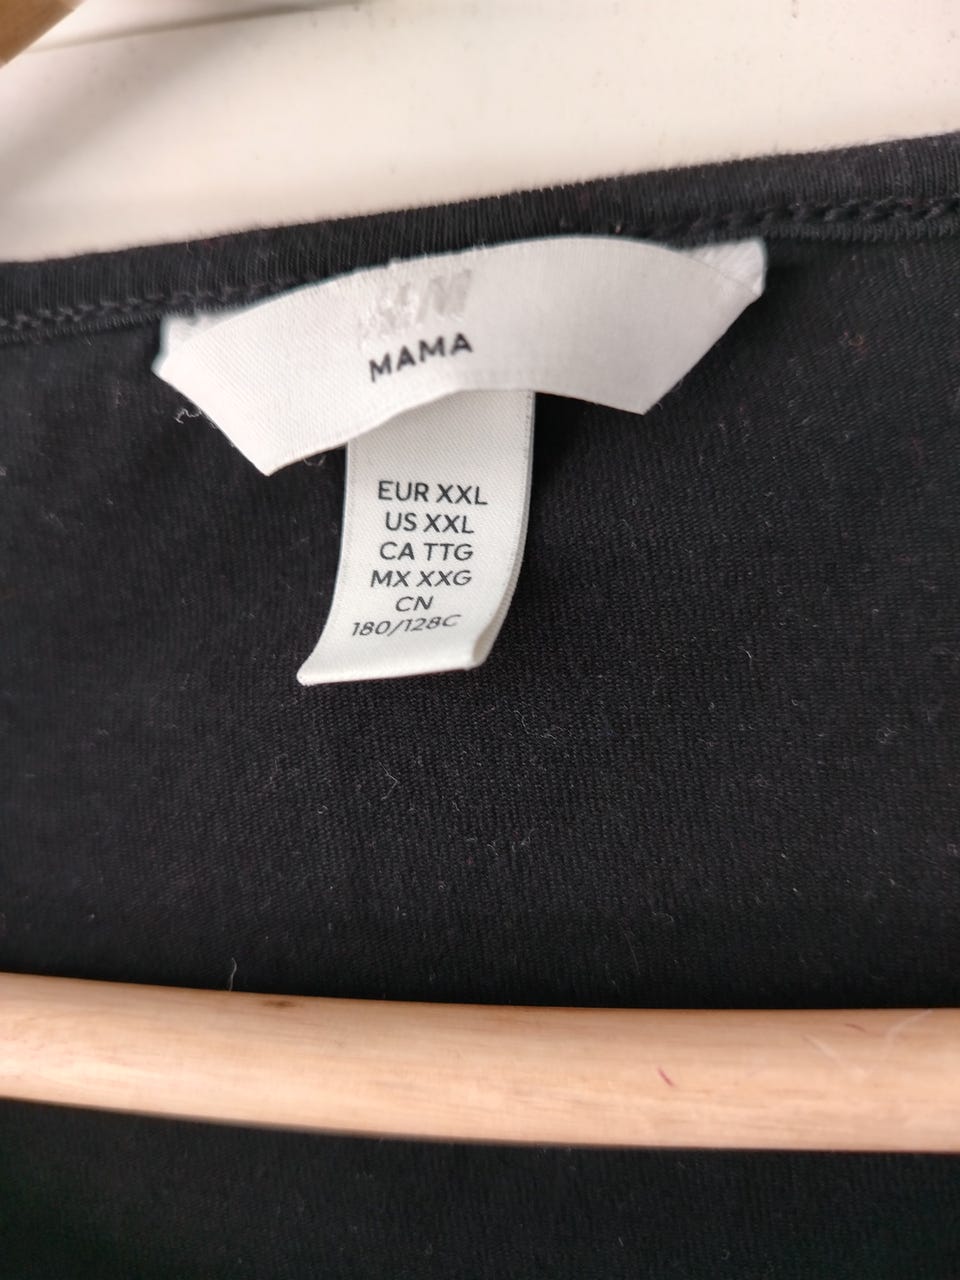 H&M
MAMA
EUR XXL
US XXL
CA TTG
MX XXG
CN
180/128C